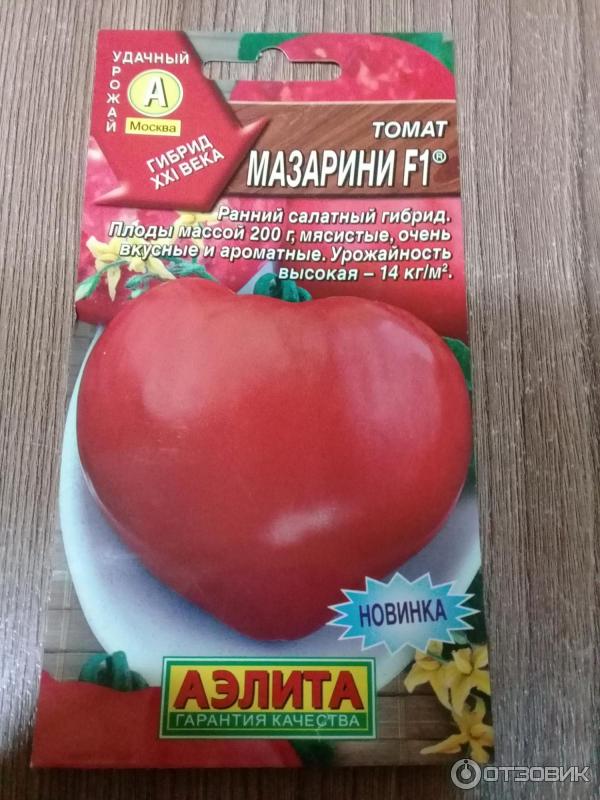 УДАЧНЫЙ
УРОЖАЙ
А
Москва
ГИБРИД
XXI ВЕКА
ТОМАТ
МАЗАРИНИ F1®
Ранний салатный гибрид.
Плоды массой 200 г, мясистые, очень
вкусные и ароматные. Урожайность
высокая – 14 кг/м².
НОВИНКА
АЭЛИТА
ГАРАНТИЯ КАЧЕСТВА
ОТЗОВИК